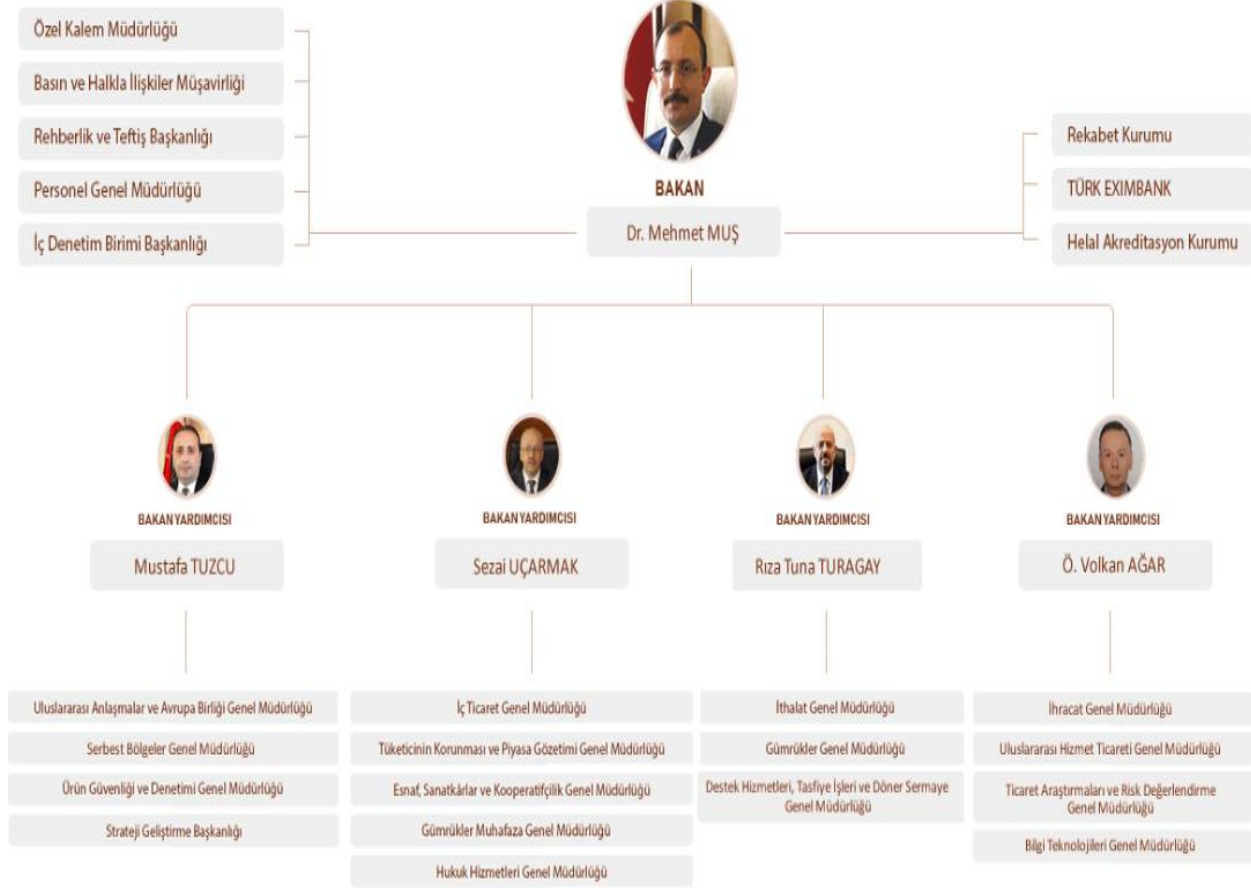 Özel Kalem Müdürlüğü
Basın ve Halkla İlişkiler Müşavirliği
Rehberlik ve Teftiş Başkanlığı
Personel Genel Müdürlüğü
İç Denetim Birimi Başkanlığı
BAKAN
Dr. Mehmet MUŞ
Rekabet Kurumu
TÜRK EXIMBANK
Helal Akreditasyon Kurumu
BAKAN YARDIMCISI
Mustafa TUZCU
Uluslararası Anlaşmalar ve Avrupa Birliği Genel Müdürlüğü
Serbest Bölgeler Genel Müdürlüğü
Ürün Güvenliği ve Denetimi Genel Müdürlüğü
Strateji Geliştirme Başkanlığı
BAKAN YARDIMCISI
Sezai UÇARMAK
İç Ticaret Genel Müdürlüğü
Tüketicinin Korunması ve Piyasa Gözetimi Genel Müdürlüğü
Esnaf, Sanatkârlar ve Kooperatifçilik Genel Müdürlüğü
Gümrükler Muhafaza Genel Müdürlüğü
Hukuk Hizmetleri Genel Müdürlüğü
BAKAN YARDIMCISI
Rıza Tuna TURAGAY
İthalat Genel Müdürlüğü
Gümrükler Genel Müdürlüğü
Destek Hizmetleri, Tasfiye İşleri ve Döner Sermaye
Genel Müdürlüğü
BAKAN YARDIMCISI
Ö. Volkan AĞAR
İhracat Genel Müdürlüğü
Uluslararası Hizmet Ticareti Genel Müdürlüğü
Ticaret Araştırmaları ve Risk Değerlendirme
Genel Müdürlüğü
Bilgi Teknolojileri Genel Müdürlüğü